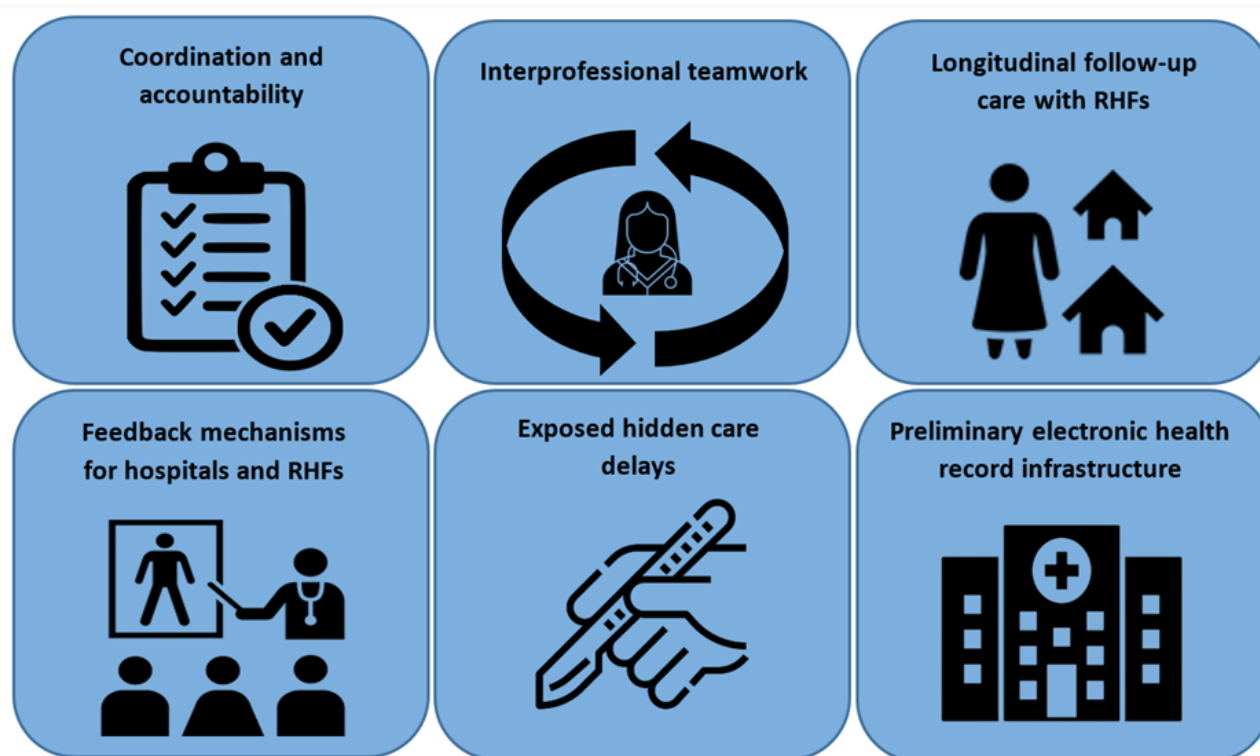 Coordination and
accountability
Interprofessional teamwork
Longitudinal follow-up
care with RHFs
Feedback mechanisms
for hospitals and RHFs
Exposed hidden care
delays
Preliminary electronic health
record infrastructure